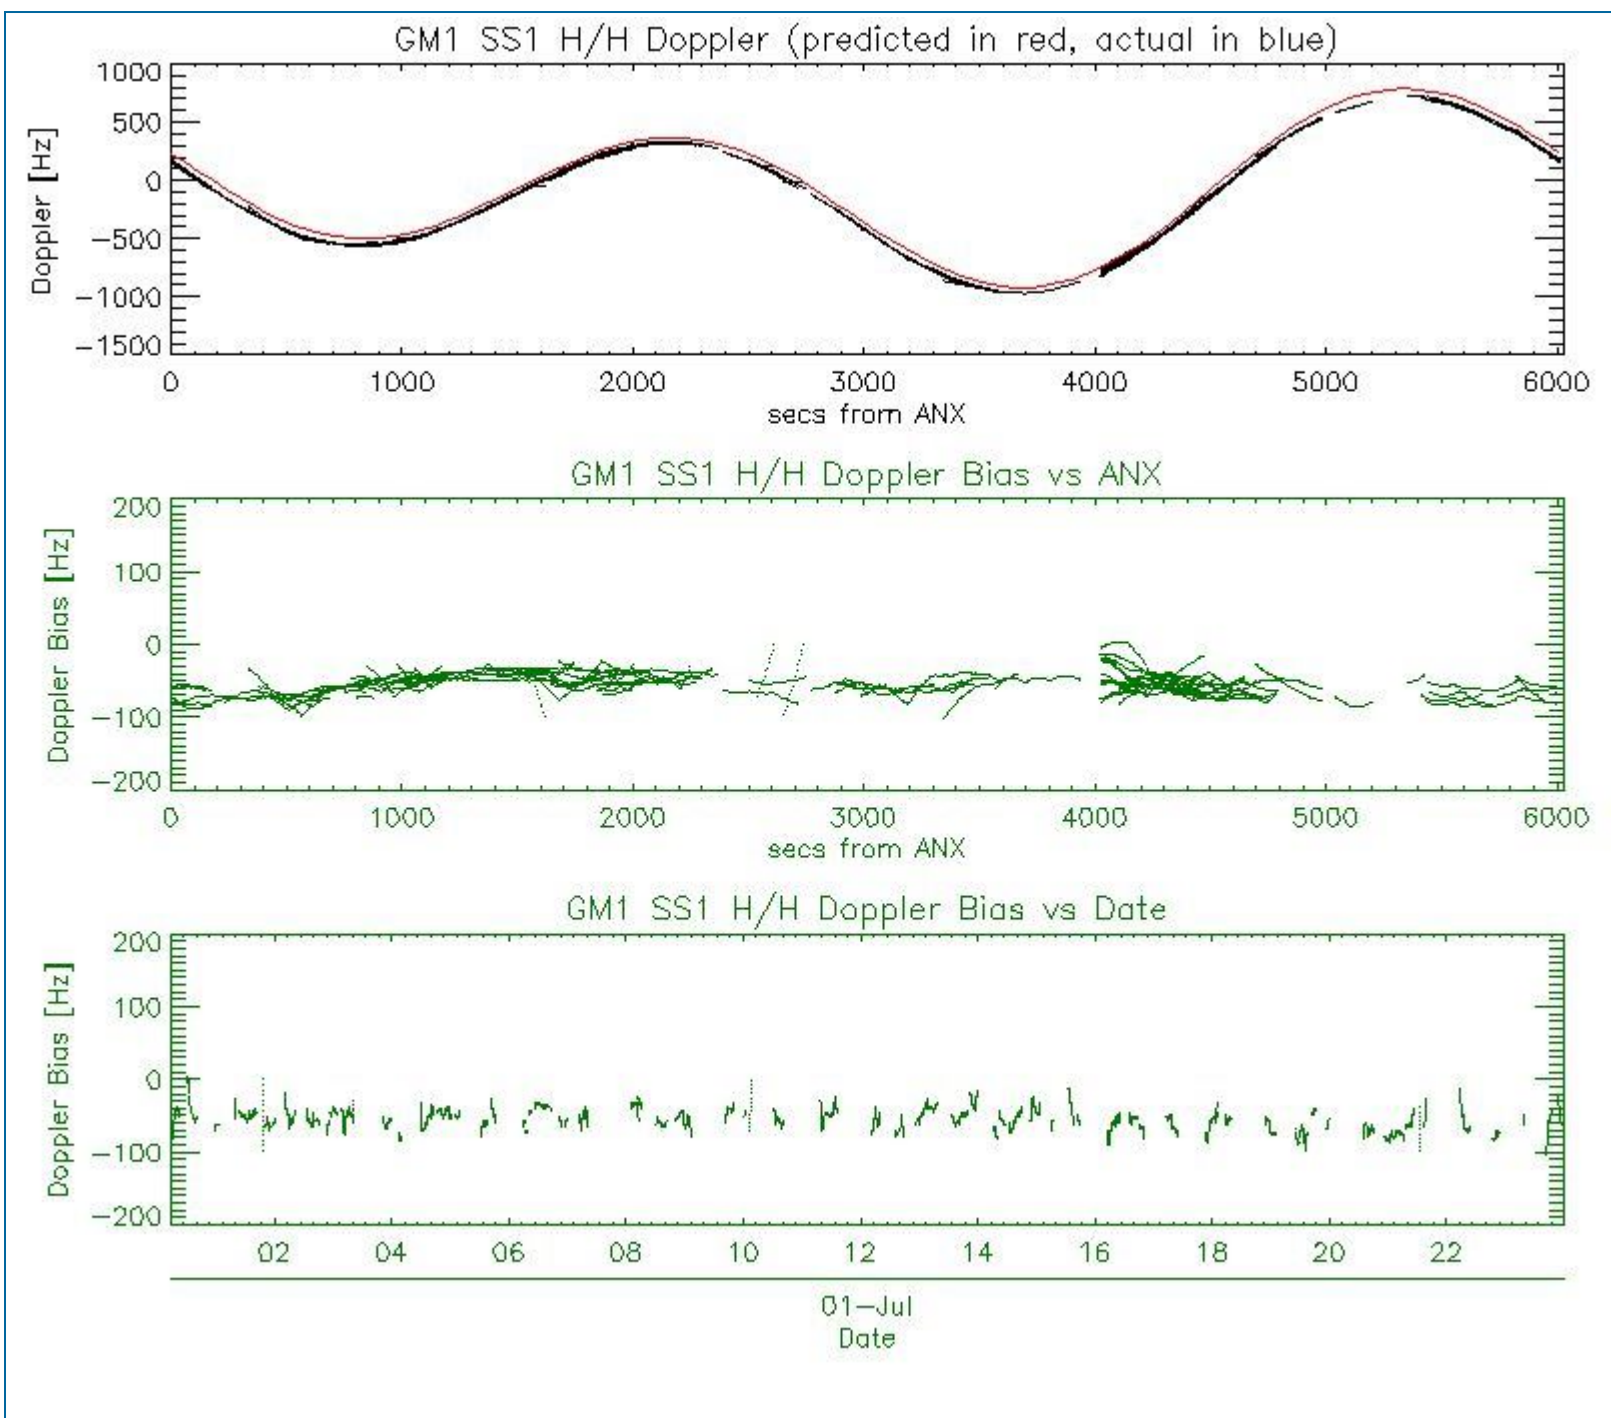 GM1 SS1 H/H Doppler (predicted in red, actual in blue)
1000
500
0
−500
−1000
−1500
Doppler [Hz]
0 1000 2000 3000 4000 5000 6000
secs from ANX
GM1 SS1 H/H Doppler Bias vs ANX
200
100
0
−100
−200
Doppler Bias [Hz]
0 1000 2000 3000 4000 5000 6000
secs from ANX
GM1 SS1 H/H Doppler Bias vs Date
200
100
0
−100
−200
Doppler Bias [Hz]
02 04 06 08 10 12 14 16 18 20 22
01−Jul
Date